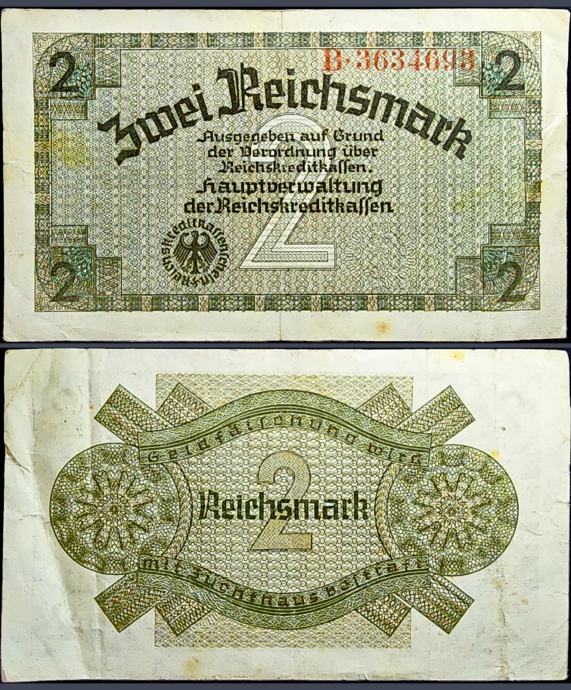 B·3634693
2
2
Zwei Reichsmark
Ausgegeben auf Grund
der Verordnung über
Reichskreditkassen.
Hauptverwaltung
der Reichskreditkassen
2
2
2
Geldfälschung wird
2
Reichsmark
mit Zuchthaus bestraft